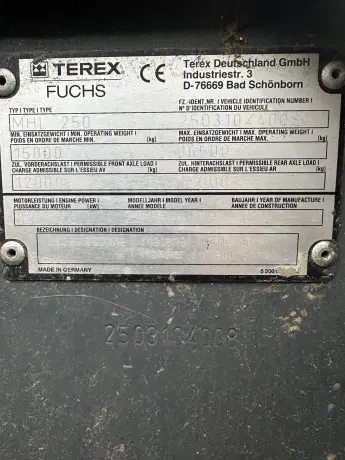 TEREX
FUCHS
CE
Terex Deutschland GmbH
Industriestr. 3
D-76669 Bad Schönborn
TYP I TYPE I TYPE
FZ.-IDENT.NR. I VEHICLE IDENTIFICATION NUMBER I
N° D'IDENTIFICATION DU VÉHICULE
MHL 250
MIN. EINSATZGEWICHT I MIN. OPERATING WEIGHT I
POIDS EN ORDRE DE MARCHE MIN. [kg]
MAX. EINSATZGEWICHT I MAX. OPERATING WEIGHT I
POIDS EN ORDRE DE MARCHE MAX. [kg]
ZUL. VORDERACHSLAST I PERMISSIBLE FRONT AXLE LOAD I
CHARGE ADMISSIBLE SUR L'ESSIEU AV [kg]
ZUL. HINTERACHSLAST I PERMISSIBLE REAR AXLE LOAD I
CHARGE ADMISSIBLE SUR L'ESSIEU AR [kg]
MOTORLEISTUNG I ENGINE POWER I
PUISSANCE DU MOTEUR [kW]
MODELLJAHR I MODEL YEAR I
ANNEE MODELE
BAUJAHR I YEAR OF MANUFACTURE I
ANNÉE DE CONSTRUCTION
BEZEICHNUNG I DESIGNATION I DESIGNATION
MADE IN GERMANY